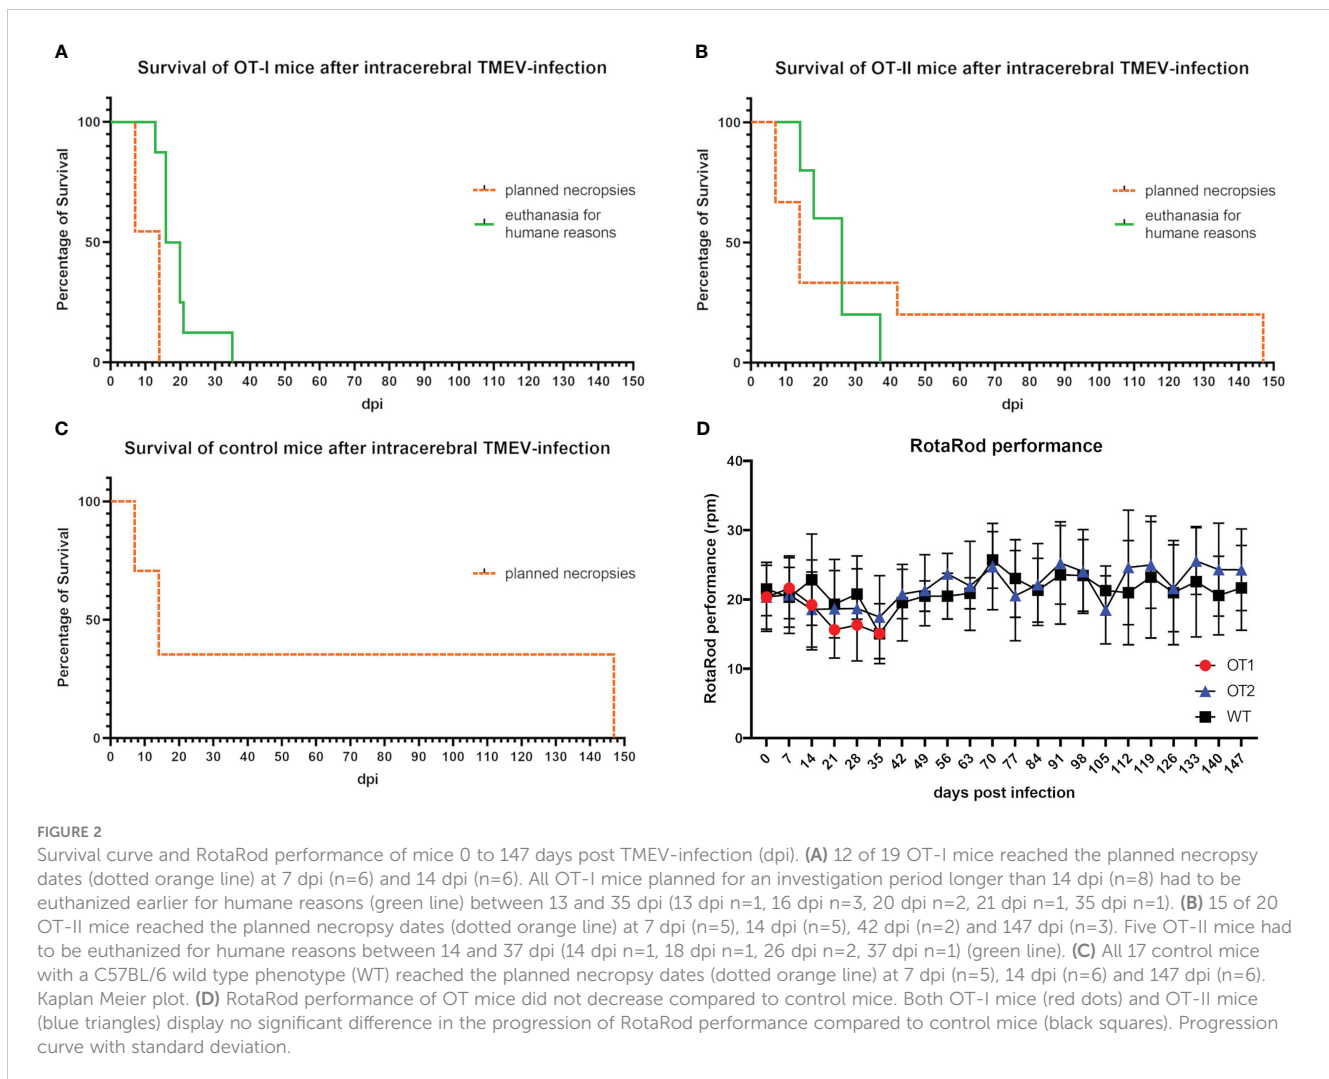 A
Survival of OT-I mice after intracerebral TMEV-infection
Percentage of Survival
100
50
0
planned necropsies
euthanasia for
humane reasons
0 10 20 30 40 50 60 70 80 90 100 110 120 130 140 150
dpi
B
Survival of OT-II mice after intracerebral TMEV-infection
Percentage of Survival
100
50
0
planned necropsies
euthanasia for
humane reasons
0 10 20 30 40 50 60 70 80 90 100 110 120 130 140 150
dpi
C
Survival of control mice after intracerebral TMEV-infection
Percentage of Survival
100
50
0
planned necropsies
0 10 20 30 40 50 60 70 80 90 100 110 120 130 140 150
dpi
D
RotaRod performance
RotaRod performance (rpm)
40
30
20
10
0
OT1
OT2
WT
0 7 14 21 28 35 42 49 56 63 70 77 84 91 98 105 112 119 126 133 140 147
days post infection
FIGURE 2
Survival curve and RotaRod performance of mice 0 to 147 days post TMEV-infection (dpi). (A) 12 of 19 OT-I mice reached the planned necropsy
dates (dotted orange line) at 7 dpi (n=6) and 14 dpi (n=6). All OT-I mice planned for an investigation period longer than 14 dpi (n=8) had to be
euthanized earlier for humane reasons (green line) between 13 and 35 dpi (13 dpi n=1, 16 dpi n=3, 20 dpi n=2, 21 dpi n=1, 35 dpi n=1). (B) 15 of 20
OT-II mice reached the planned necropsy dates (dotted orange line) at 7 dpi (n=5), 14 dpi (n=5), 42 dpi (n=2) and 147 dpi (n=3). Five OT-II mice had
to be euthanized for humane reasons between 14 and 37 dpi (14 dpi n=1, 18 dpi n=1, 26 dpi n=2, 37 dpi n=1) (green line). (C) All 17 control mice
with a C57BL/6 wild type phenotype (WT) reached the planned necropsy dates (dotted orange line) at 7 dpi (n=5), 14 dpi (n=6) and 147 dpi (n=6).
Kaplan Meier plot. (D) RotaRod performance of OT mice did not decrease compared to control mice. Both OT-I mice (red dots) and OT-II mice
(blue triangles) display no significant difference in the progression of RotaRod performance compared to control mice (black squares). Progression
curve with standard deviation.